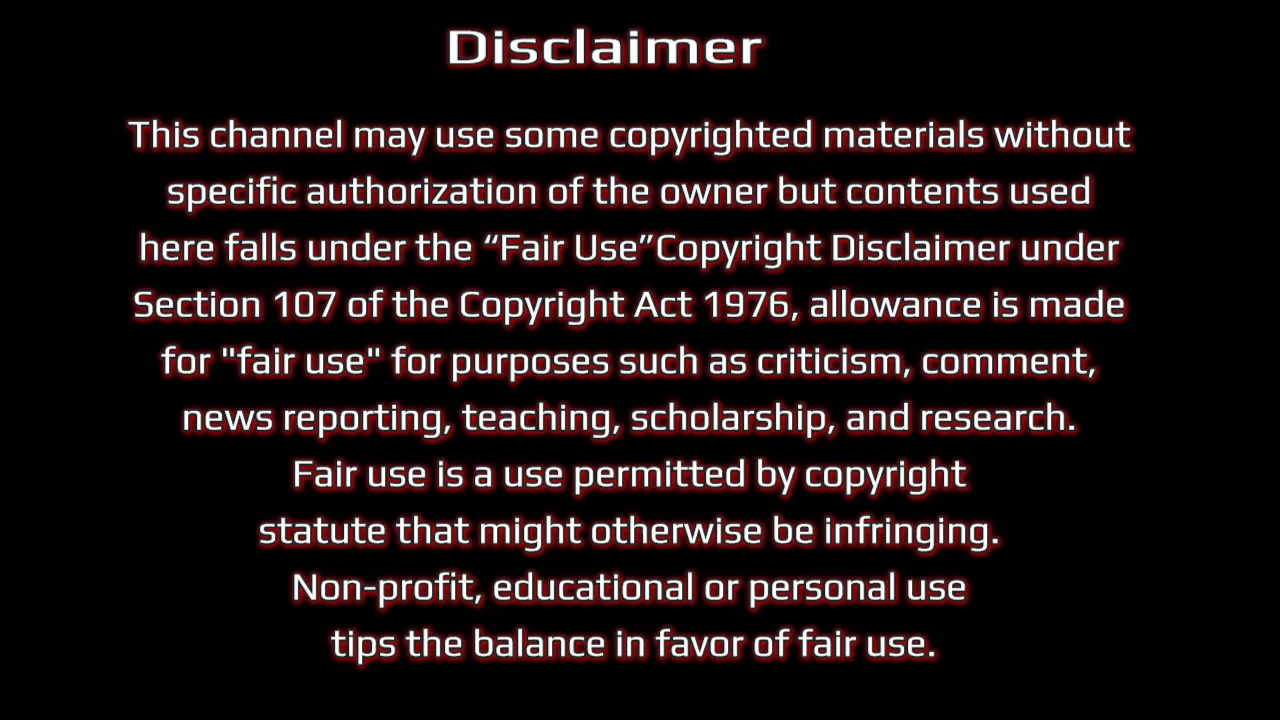 Disclaimer
This channel may use some copyrighted materials without
specific authorization of the owner but contents used
here falls under the “Fair Use”Copyright Disclaimer under
Section 107 of the Copyright Act 1976, allowance is made
for "fair use" for purposes such as criticism, comment,
news reporting, teaching, scholarship, and research.
Fair use is a use permitted by copyright
statute that might otherwise be infringing.
Non-profit, educational or personal use
tips the balance in favor of fair use.